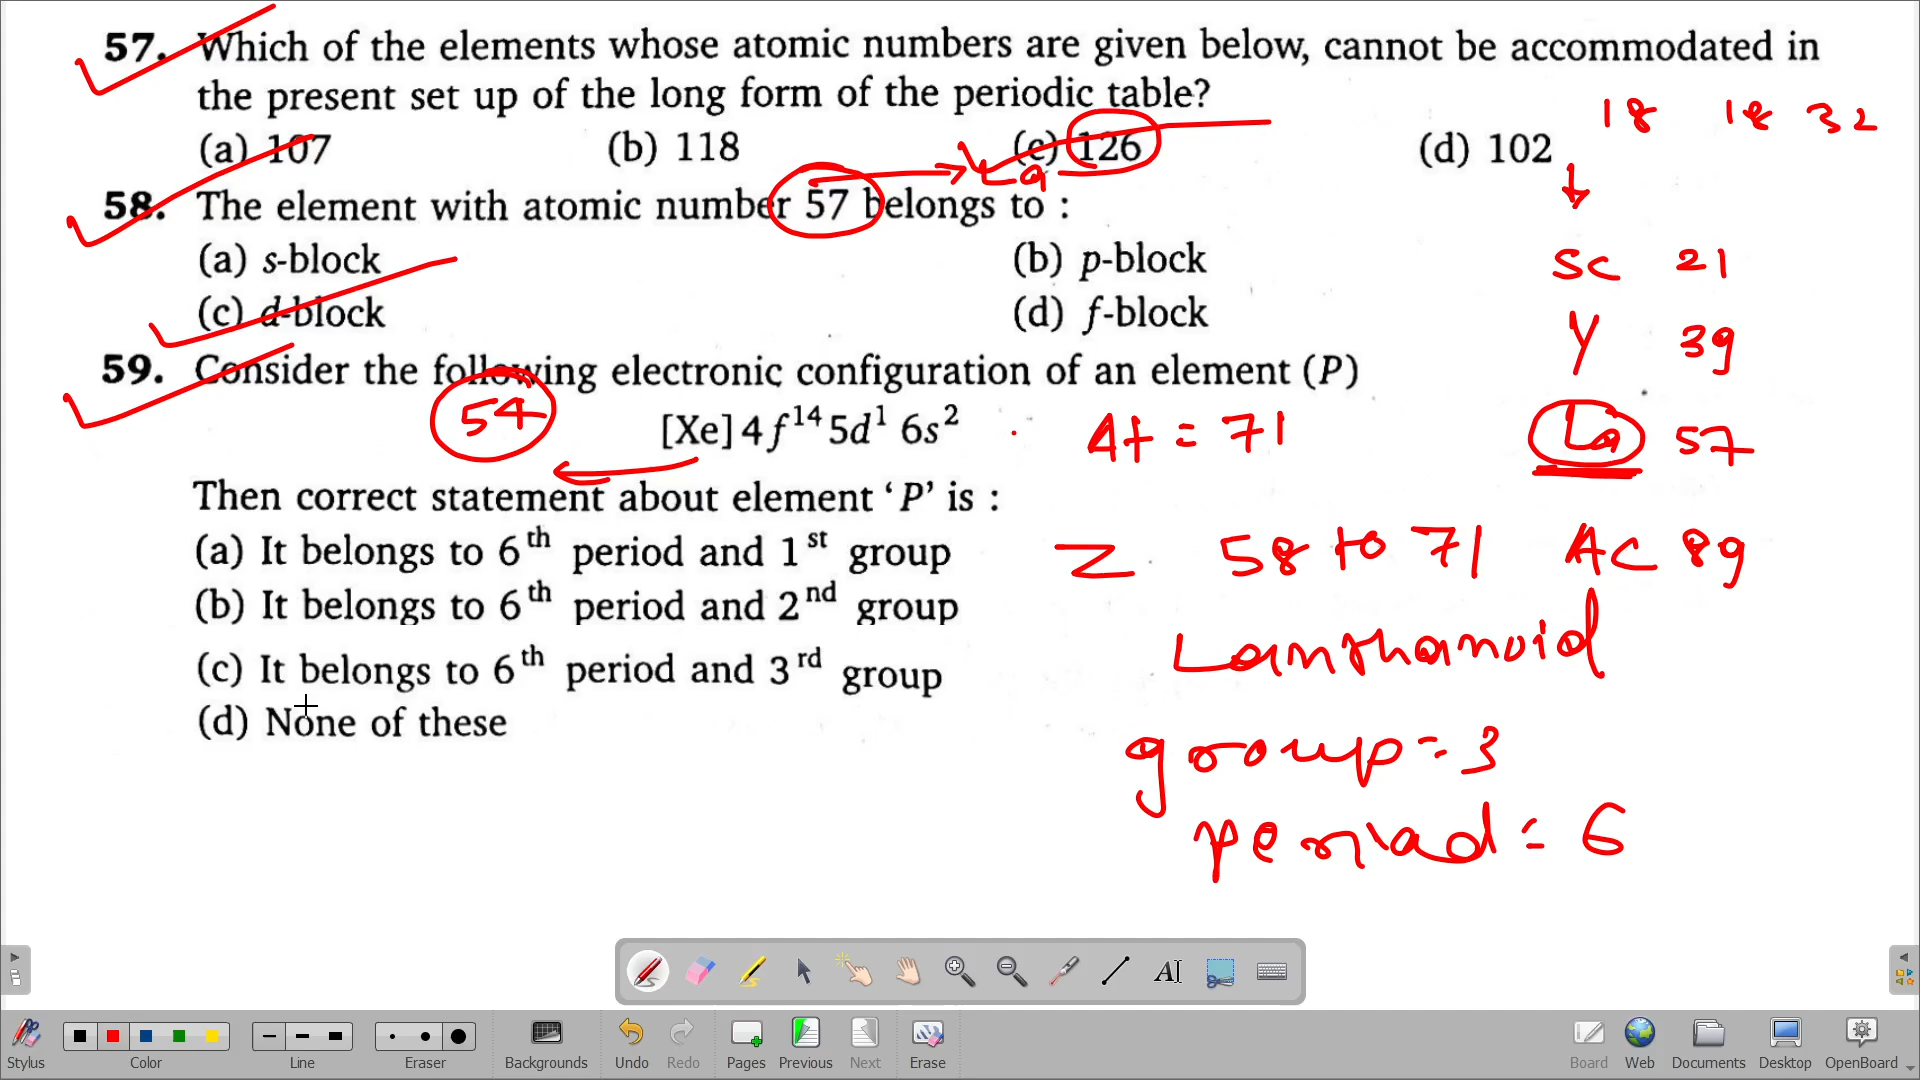 57. Which of the elements whose atomic numbers are given below, cannot be accommodated in
the present set up of the long form of the periodic table?
18 18 32
(a) 107 (b) 118 (c) 126 (d) 102
La
58. The element with atomic number 57 belongs to :
(a) s-block (b) p-block
Sc 21
(c) d-block (d) f-block
Y 39
59. Consider the following electronic configuration of an element (P)
54 [Xe] 4f¹⁴ 5d¹ 6s² At = 71
La 57
Then correct statement about element ‘P’ is :
(a) It belongs to 6th period and 1st group
Z 58 to 71 AC 89
(b) It belongs to 6th period and 2nd group
Lanthanoid
(c) It belongs to 6th period and 3rd group
(d) None of these
group = 3
period = 6
AI
Stylus Color Line Eraser Backgrounds Undo Redo Pages Previous Next Erase Board Web Documents Desktop OpenBoard